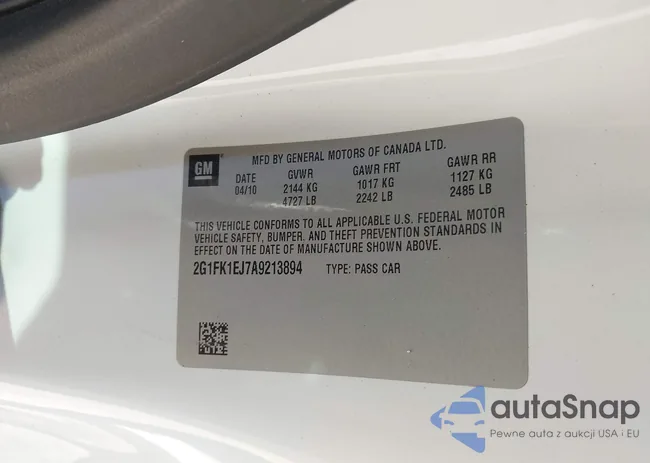 MFD BY GENERAL MOTORS OF CANADA LTD.
GM
DATE GVWR GAWR FRT GAWR RR
04/10 2144 KG 1017 KG 1127 KG
4727 LB 2242 LB 2485 LB
THIS VEHICLE CONFORMS TO ALL APPLICABLE U.S. FEDERAL MOTOR
VEHICLE SAFETY, BUMPER, AND THEFT PREVENTION STANDARDS IN
EFFECT ON THE DATE OF MANUFACTURE SHOWN ABOVE.
2G1FK1EJ7A9213894 TYPE: PASS CAR
autaSnap
Pewne auta z aukcji USA i EU